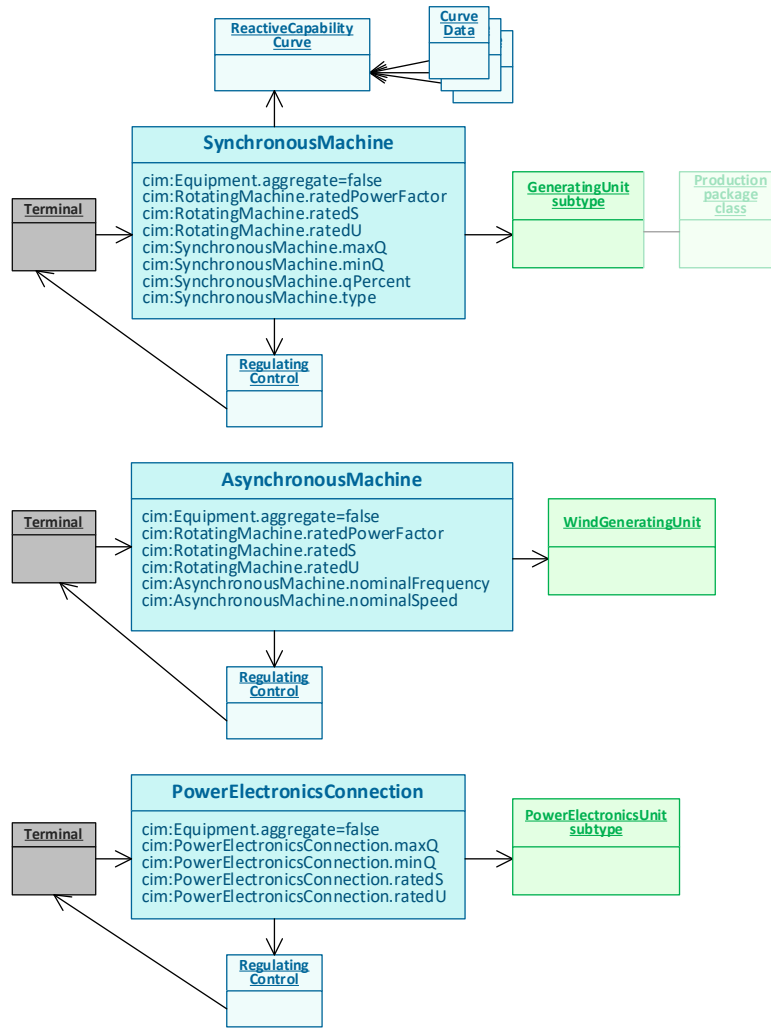 ReactiveCapability
Curve
Curve
Data
SynchronousMachine
cim:Equipment.aggregate=false
cim:RotatingMachine.ratedPowerFactor
cim:RotatingMachine.ratedS
cim:RotatingMachine.ratedU
cim:SynchronousMachine.maxQ
cim:SynchronousMachine.minQ
cim:SynchronousMachine.qPercent
cim:SynchronousMachine.type
Terminal
GeneratingUnit
subtype
Production
package
class
Regulating
Control
AsynchronousMachine
cim:Equipment.aggregate=false
cim:RotatingMachine.ratedPowerFactor
cim:RotatingMachine.ratedS
cim:RotatingMachine.ratedU
cim:AsynchronousMachine.nominalFrequency
cim:AsynchronousMachine.nominalSpeed
Terminal
WindGeneratingUnit
Regulating
Control
PowerElectronicsConnection
cim:Equipment.aggregate=false
cim:PowerElectronicsConnection.maxQ
cim:PowerElectronicsConnection.minQ
cim:PowerElectronicsConnection.ratedS
cim:PowerElectronicsConnection.ratedU
Terminal
PowerElectronicsUnit
subtype
Regulating
Control